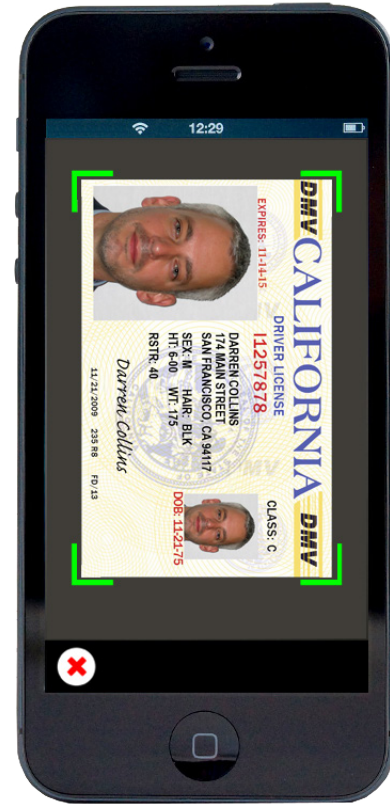 12:29
DMV CALIFORNIA DMV
DRIVER LICENSE
CLASS: C
EXPIRES: 11-14-15
I1257878
DARREN COLLINS
174 MAIN STREET
SAN FRANCISCO, CA 94117
SEX: M HAIR: BLK
HT: 6-00 WT: 175
RSTR: 40
DOB: 11-21-75
Darren Collins
11/21/2009 235 R8 FD/13